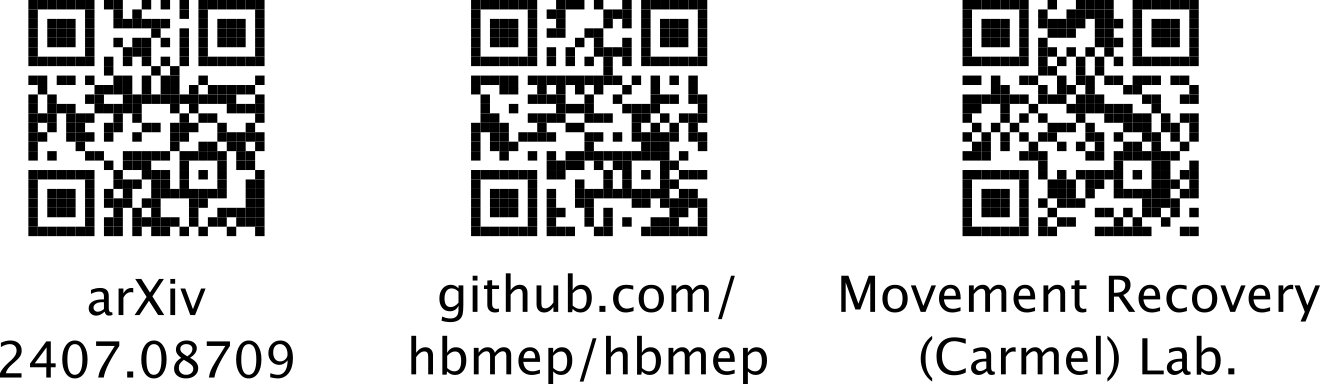 arXiv
2407.08709
github.com/
hbmep/hbmep
Movement Recovery
(Carmel) Lab.